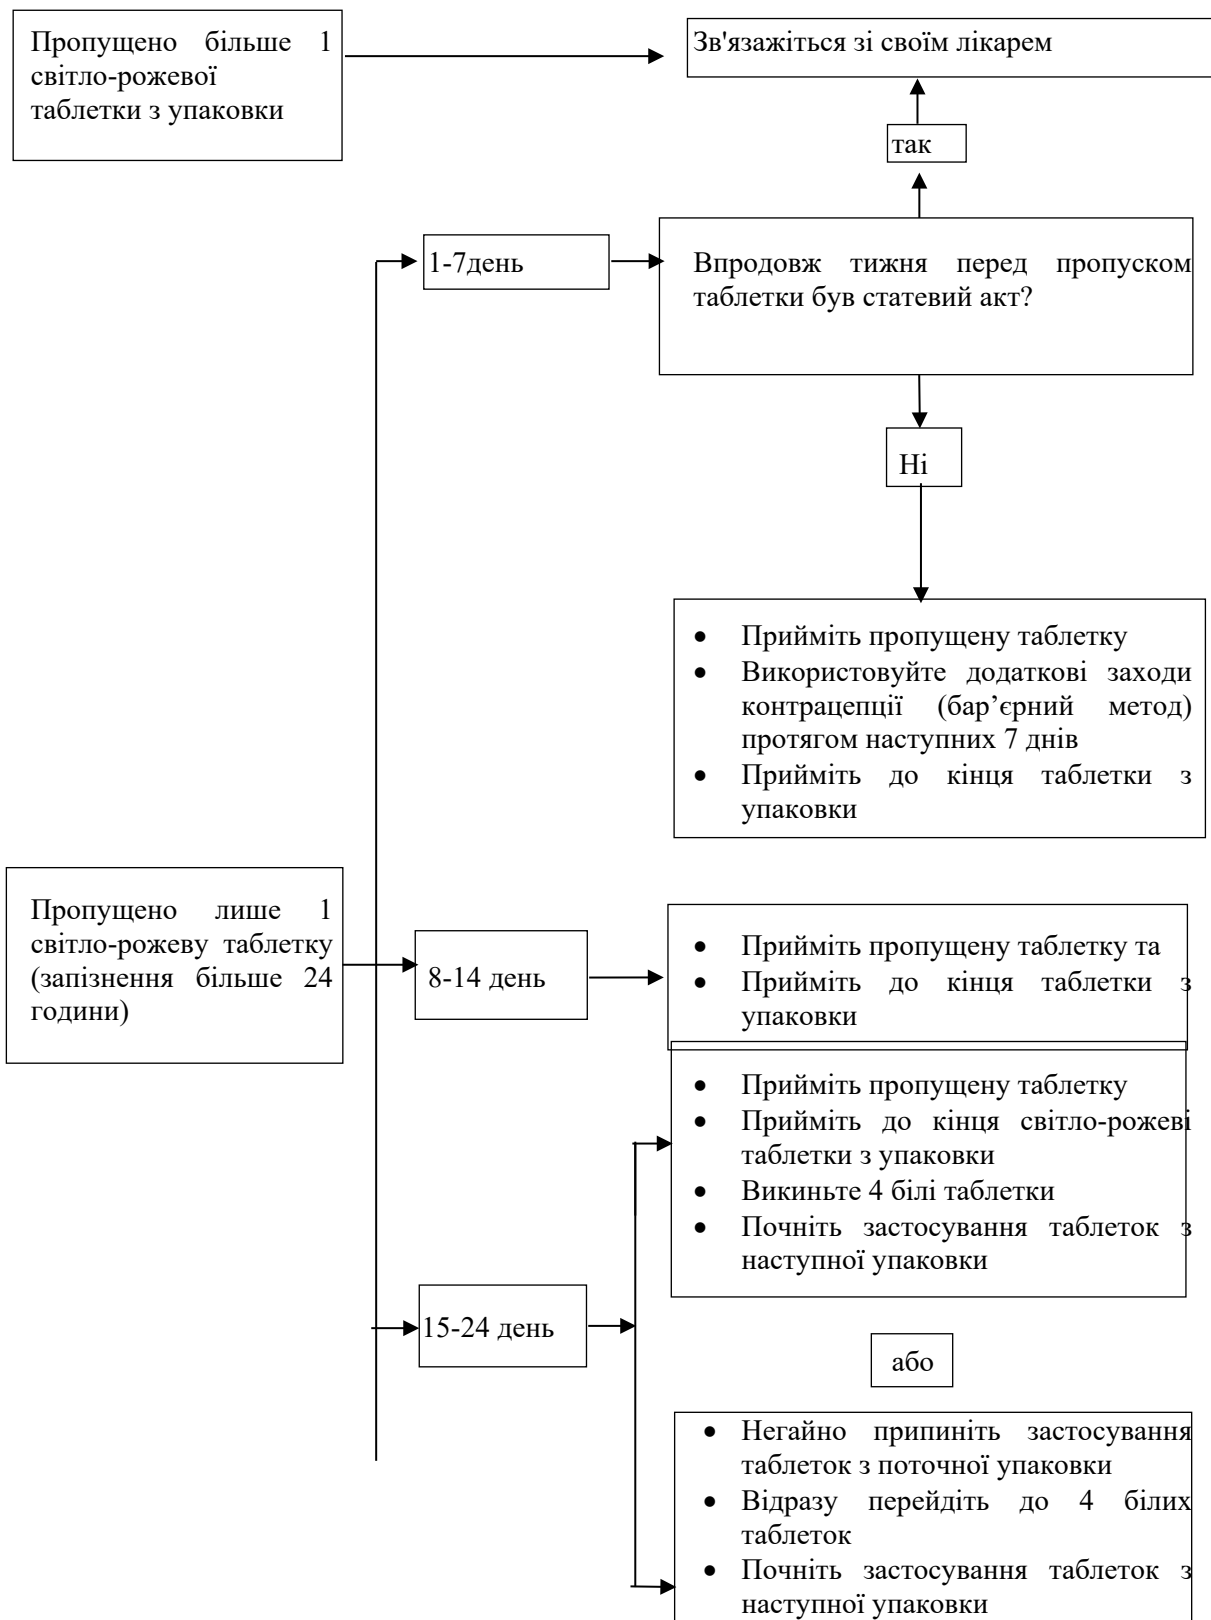 Пропущено більше 1
світло-рожевої
таблетки з упаковки
Зв'язажіться зі своїм лікарем
так
1-7день
Впродовж тижня перед пропуском
таблетки був статевий акт?
Ні
• Прийміть пропущену таблетку
• Використовуйте додаткові заходи
контрацепції (бар’єрний метод)
протягом наступних 7 днів
• Прийміть до кінця таблетки з
упаковки
Пропущено лише 1
світло-рожеву таблетку
(запізнення більше 24
години)
8-14 день
• Прийміть пропущену таблетку та
• Прийміть до кінця таблетки з
упаковки
• Прийміть пропущену таблетку
• Прийміть до кінця світло-рожеві
таблетки з упаковки
• Викиньте 4 білі таблетки
• Почніть застосування таблеток з
наступної упаковки
15-24 день
або
• Негайно припиніть застосування
таблеток з поточної упаковки
• Відразу перейдіть до 4 білих
таблеток
• Почніть застосування таблеток з
наступної упаковки